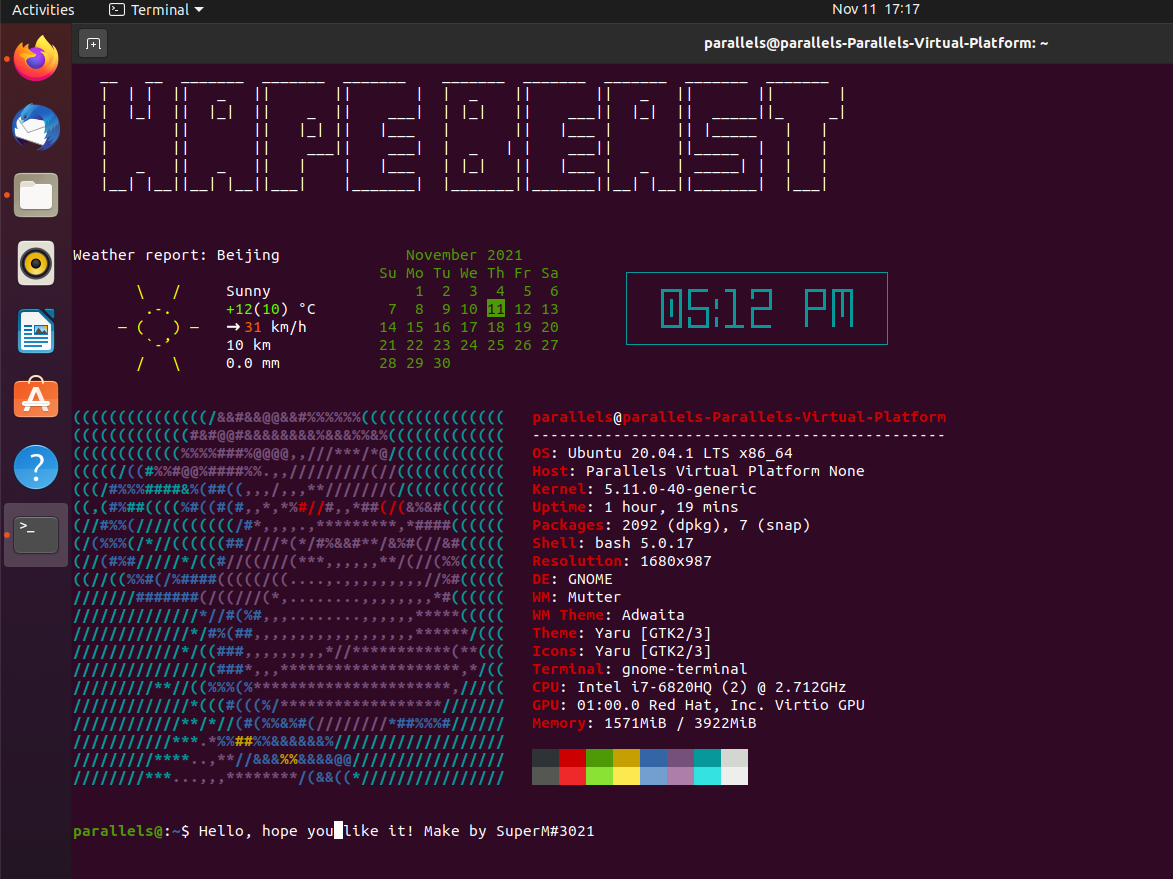 Activities Terminal Nov 11 17:17
parallels@parallels-Parallels-Virtual-Platform: ~
HAPE BEAST
Weather report: Beijing
Sunny
+12(10) °C
→ 31 km/h
10 km
0.0 mm
November 2021
Su Mo Tu We Th Fr Sa
1 2 3 4 5 6
7 8 9 10 11 12 13
14 15 16 17 18 19 20
21 22 23 24 25 26 27
28 29 30
05:12 PM
parallels@parallels-Parallels-Virtual-Platform
----------------------------------------------
OS: Ubuntu 20.04.1 LTS x86_64
Host: Parallels Virtual Platform None
Kernel: 5.11.0-40-generic
Uptime: 1 hour, 19 mins
Packages: 2092 (dpkg), 7 (snap)
Shell: bash 5.0.17
Resolution: 1680x987
DE: GNOME
WM: Mutter
WM Theme: Adwaita
Theme: Yaru [GTK2/3]
Icons: Yaru [GTK2/3]
Terminal: gnome-terminal
CPU: Intel i7-6820HQ (2) @ 2.712GHz
GPU: 01:00.0 Red Hat, Inc. Virtio GPU
Memory: 1571MiB / 3922MiB
parallels@:~$ Hello, hope you like it! Make by SuperM#3021